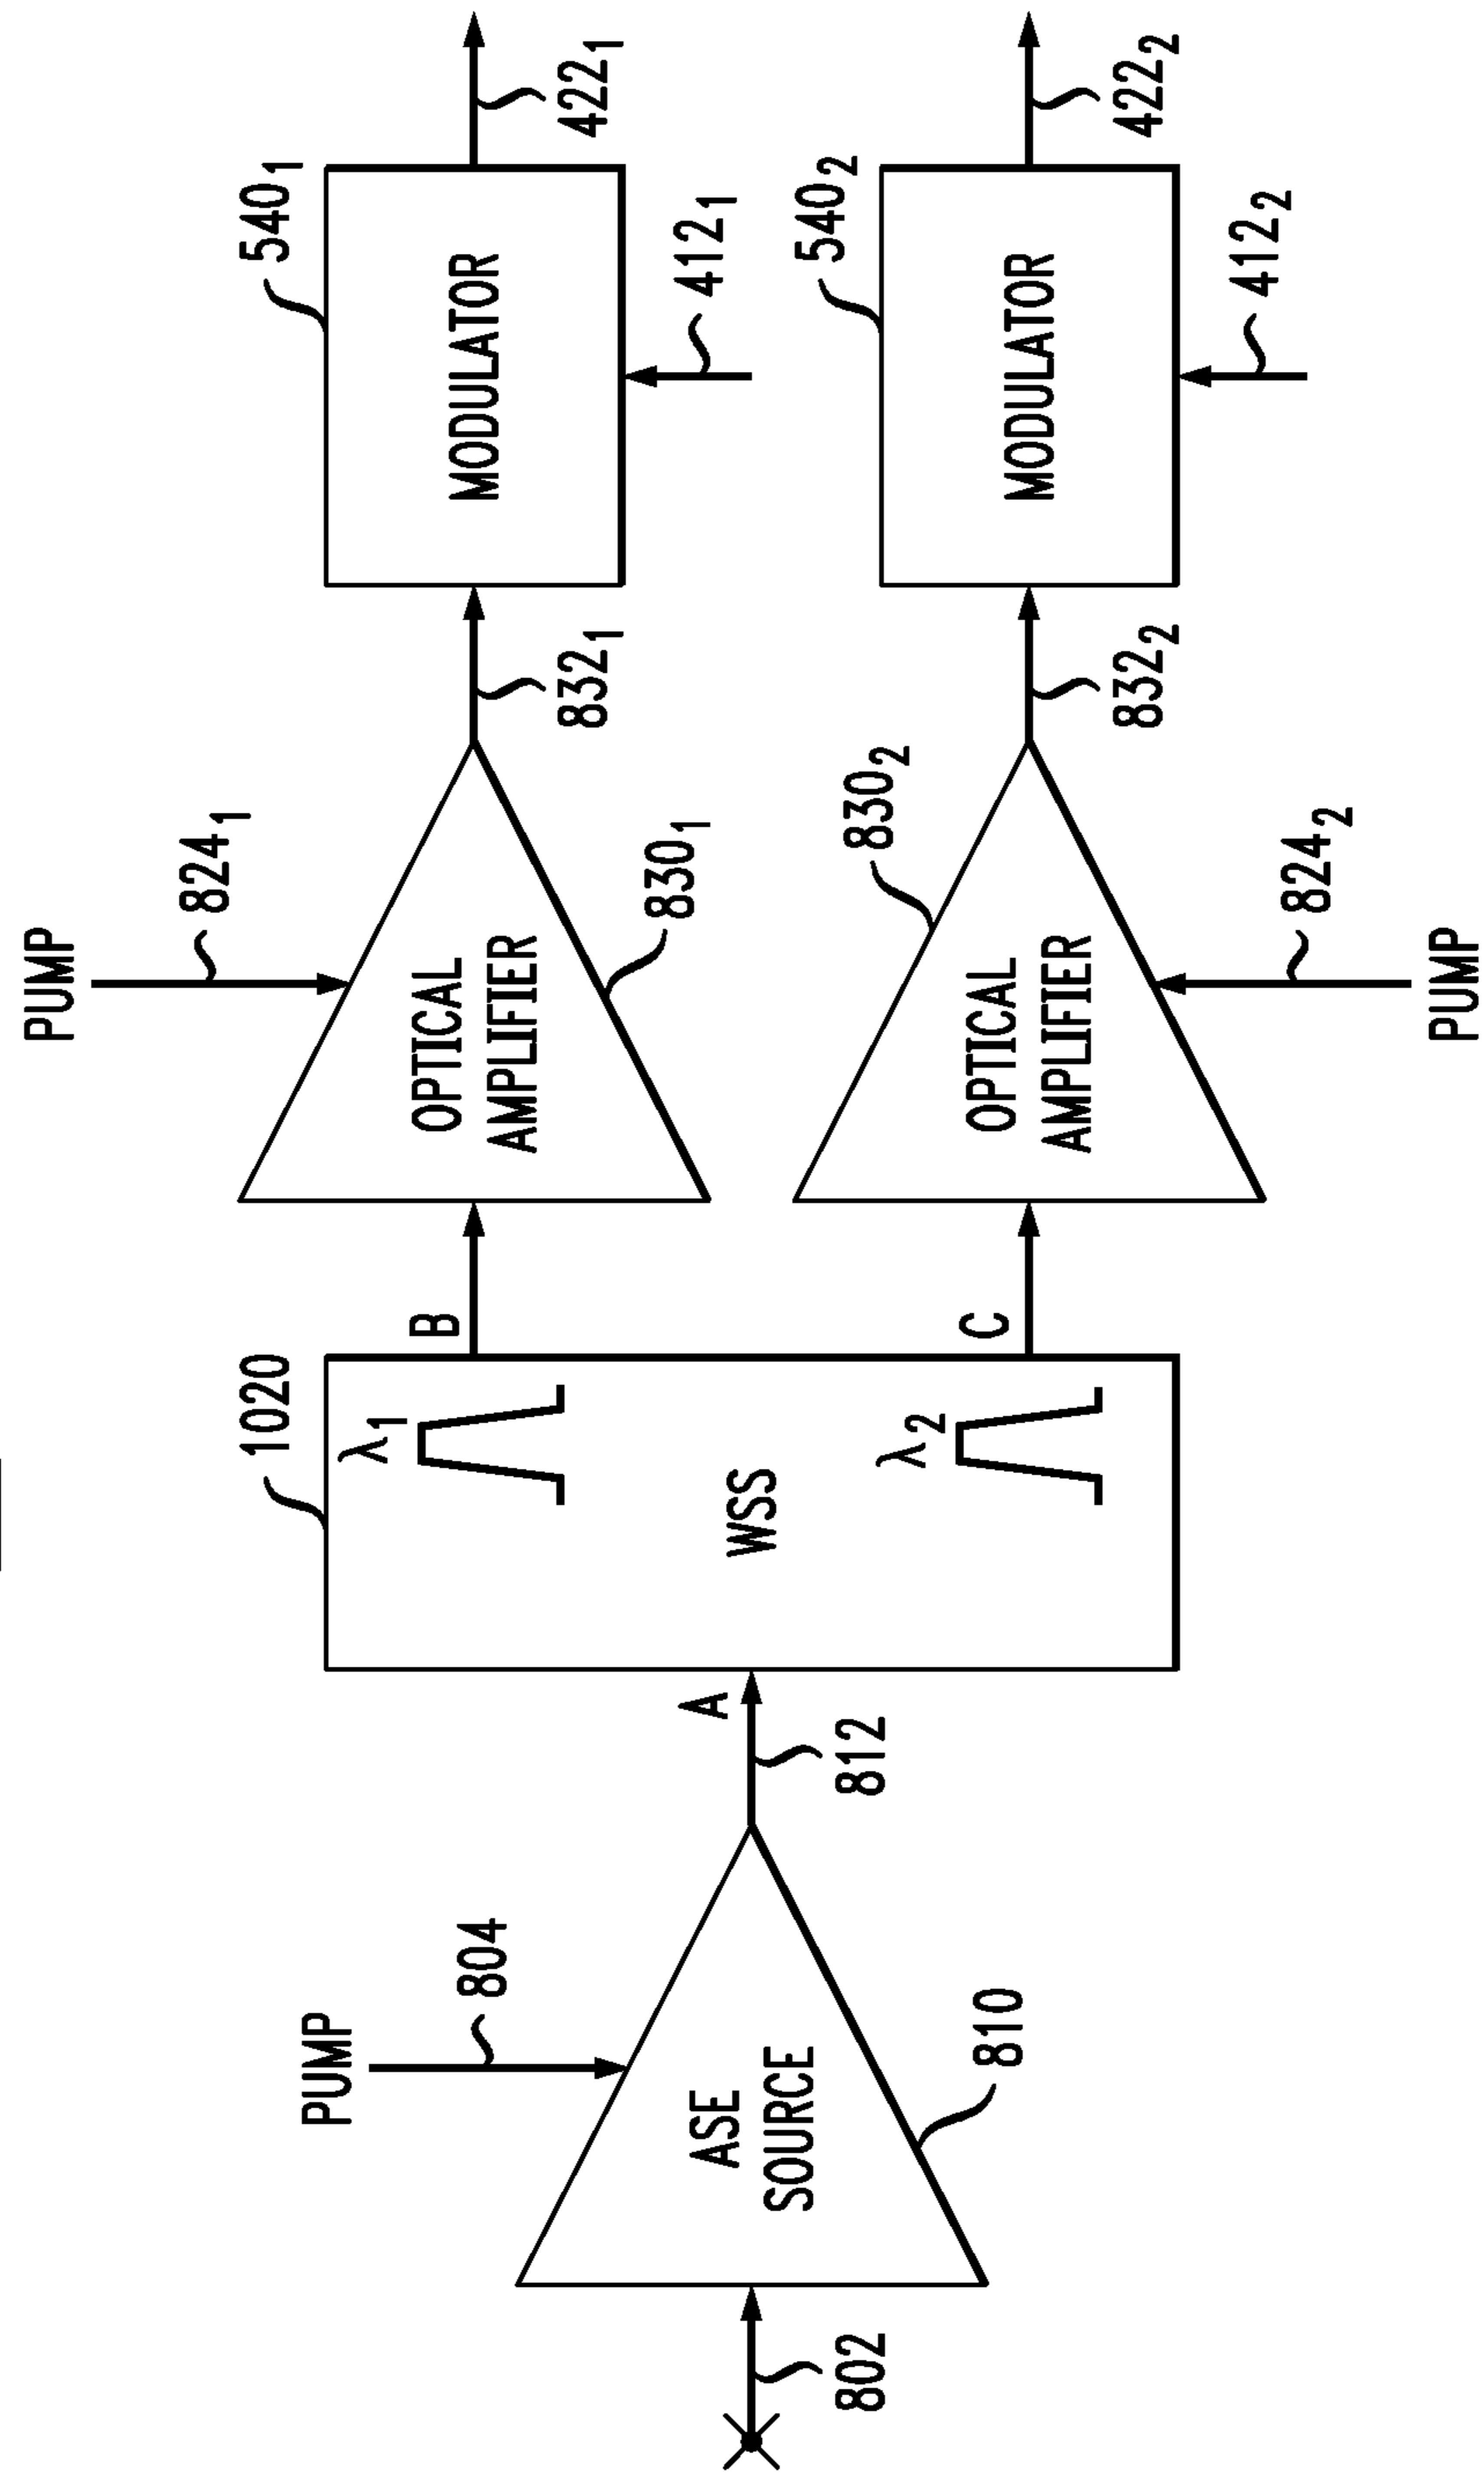 PUMP
824₁
540₁
1020
λ₁
B
OPTICAL
AMPLIFIER
830₁
832₁
MODULATOR
412₁
422₁
PUMP
804
802
ASE
SOURCE
810
A
812
WSS
λ₂
C
OPTICAL
AMPLIFIER
830₂
832₂
540₂
MODULATOR
412₂
422₂
824₂
PUMP